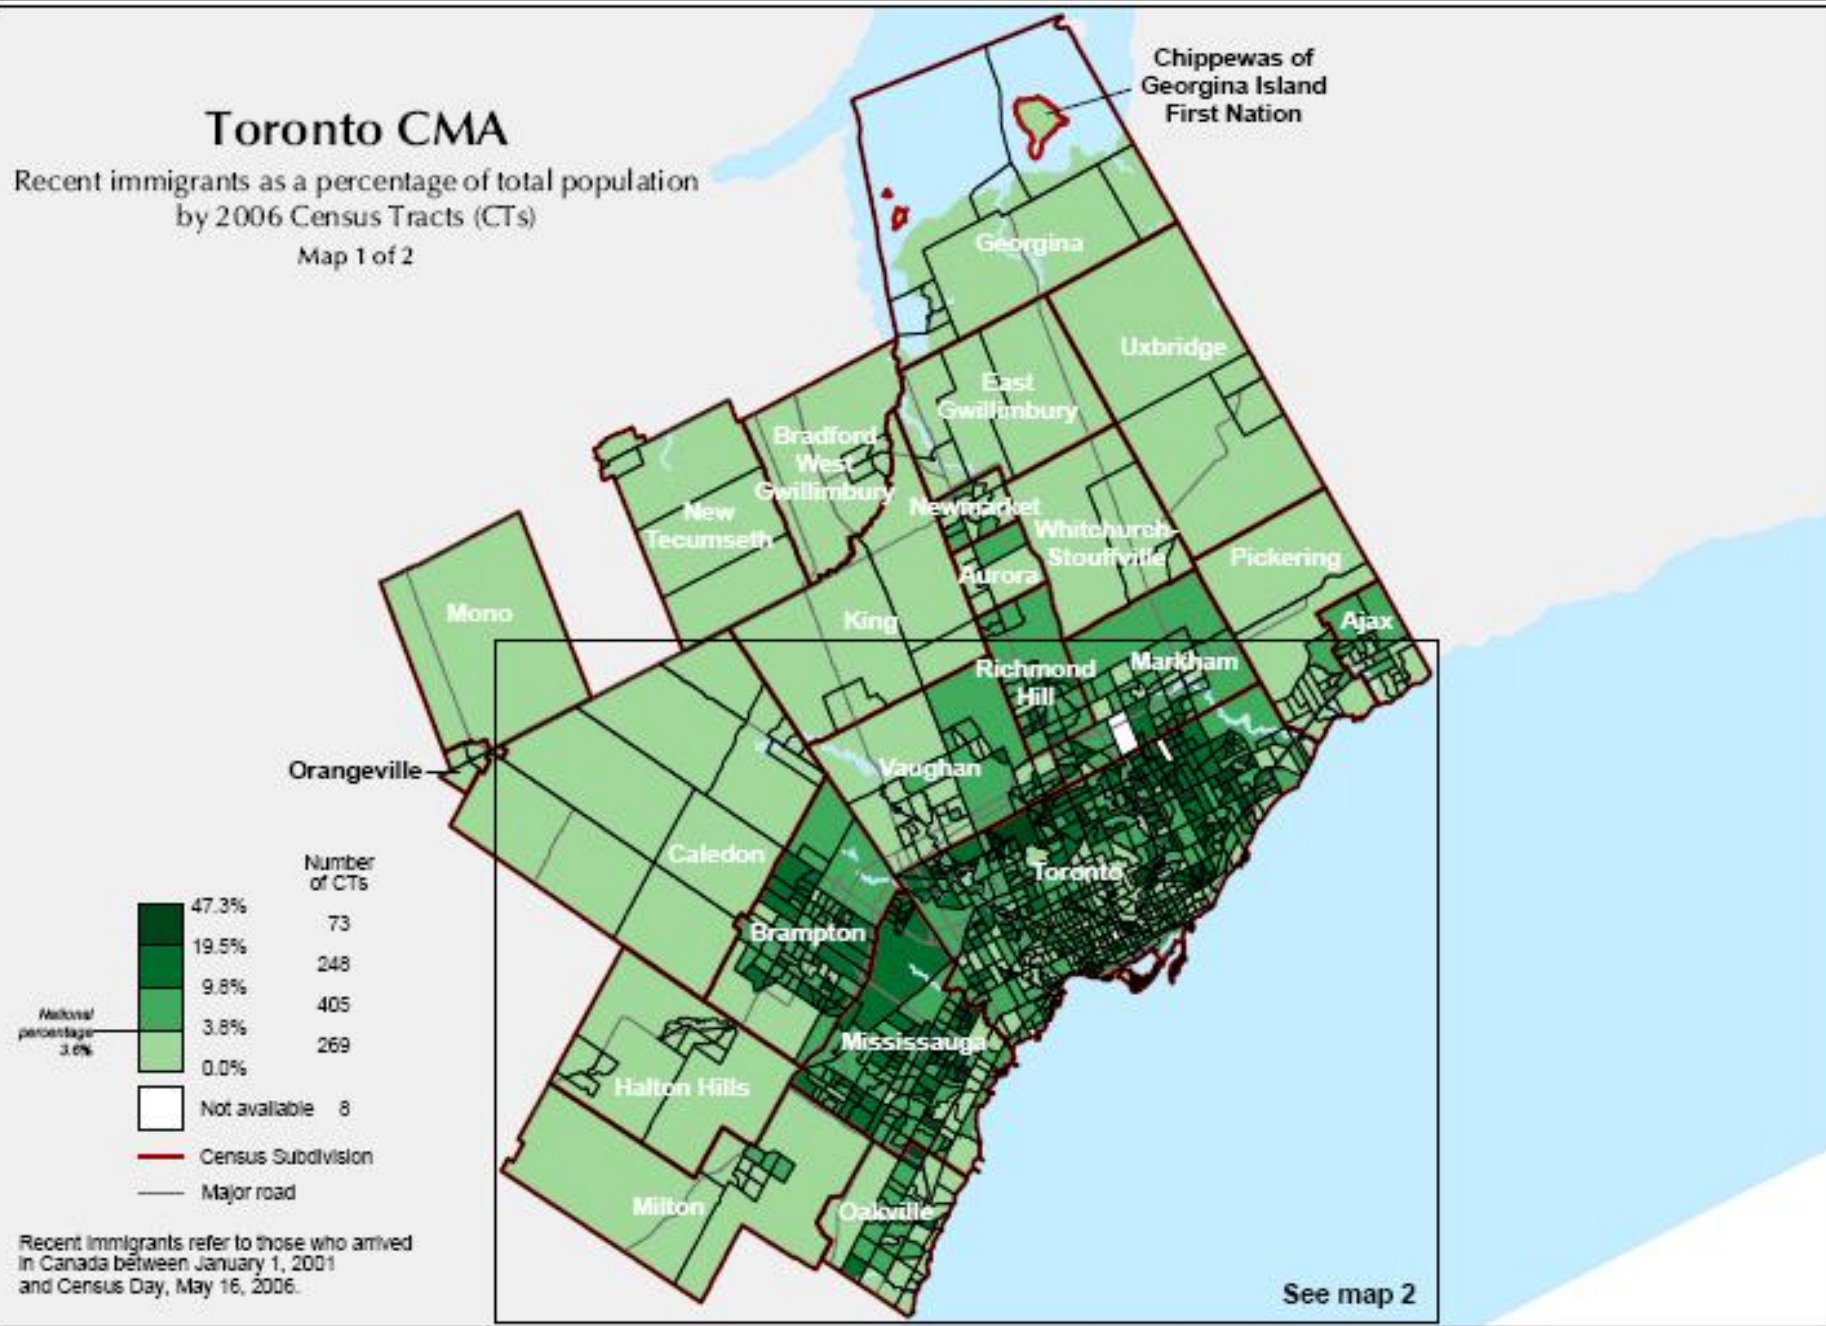 Toronto CMA
Recent immigrants as a percentage of total population
by 2006 Census Tracts (CTs)
Map 1 of 2
Chippewas of
Georgina Island
First Nation
Georgina
Uxbridge
East
Gwillimbury
Bradford
West
Gwillimbury
New
Tecumseth
Newmarket
Whitchurch-
Stouffville
Pickering
Aurora
Mono
King
Ajax
Richmond
Hill
Markham
Orangeville
Vaughan
Caledon
Toronto
Brampton
Mississauga
Halton Hills
Milton
Oakville
Number
of CTs
47.3%
73
19.5%
248
9.8%
405
3.8%
269
0.0%
National
percentage
3.6%
Not available 8
Census Subdivision
Major road
Recent immigrants refer to those who arrived
in Canada between January 1, 2001
and Census Day, May 16, 2006.
See map 2